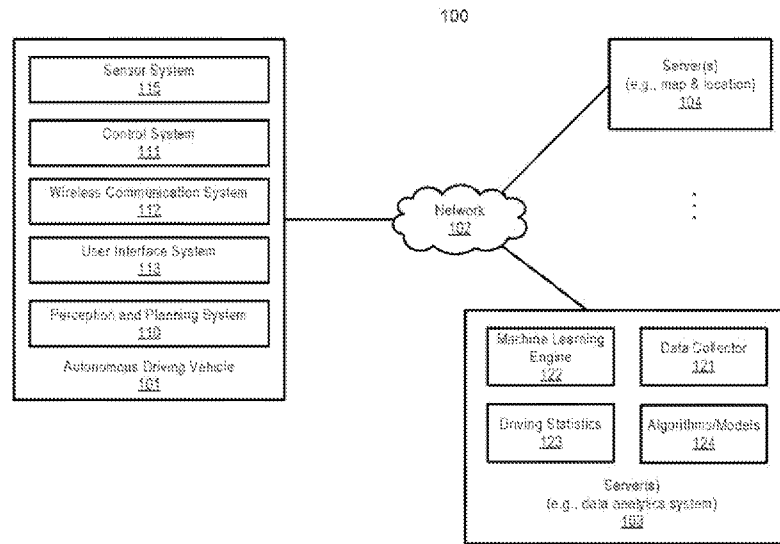 100
Sensor System
115
Control System
111
Wireless Communication System
112
User Interface System
113
Perception and Planning System
110
Autonomous Driving Vehicle
101
Network
102
Server(s)
(e.g., map & location)
104
Machine Learning
Engine
122
Data Collector
121
Driving Statistics
123
Algorithms/Models
124
Server(s)
(e.g., data analytics system)
103